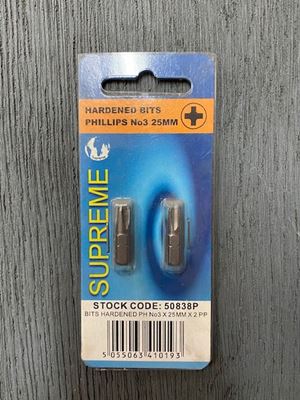 HARDENED BITS
PHILLIPS No3 25MM
SUPREME
STOCK CODE: 50838P
BITS HARDENED PH No3 X 25MM X 2 PP
5 055063 410193